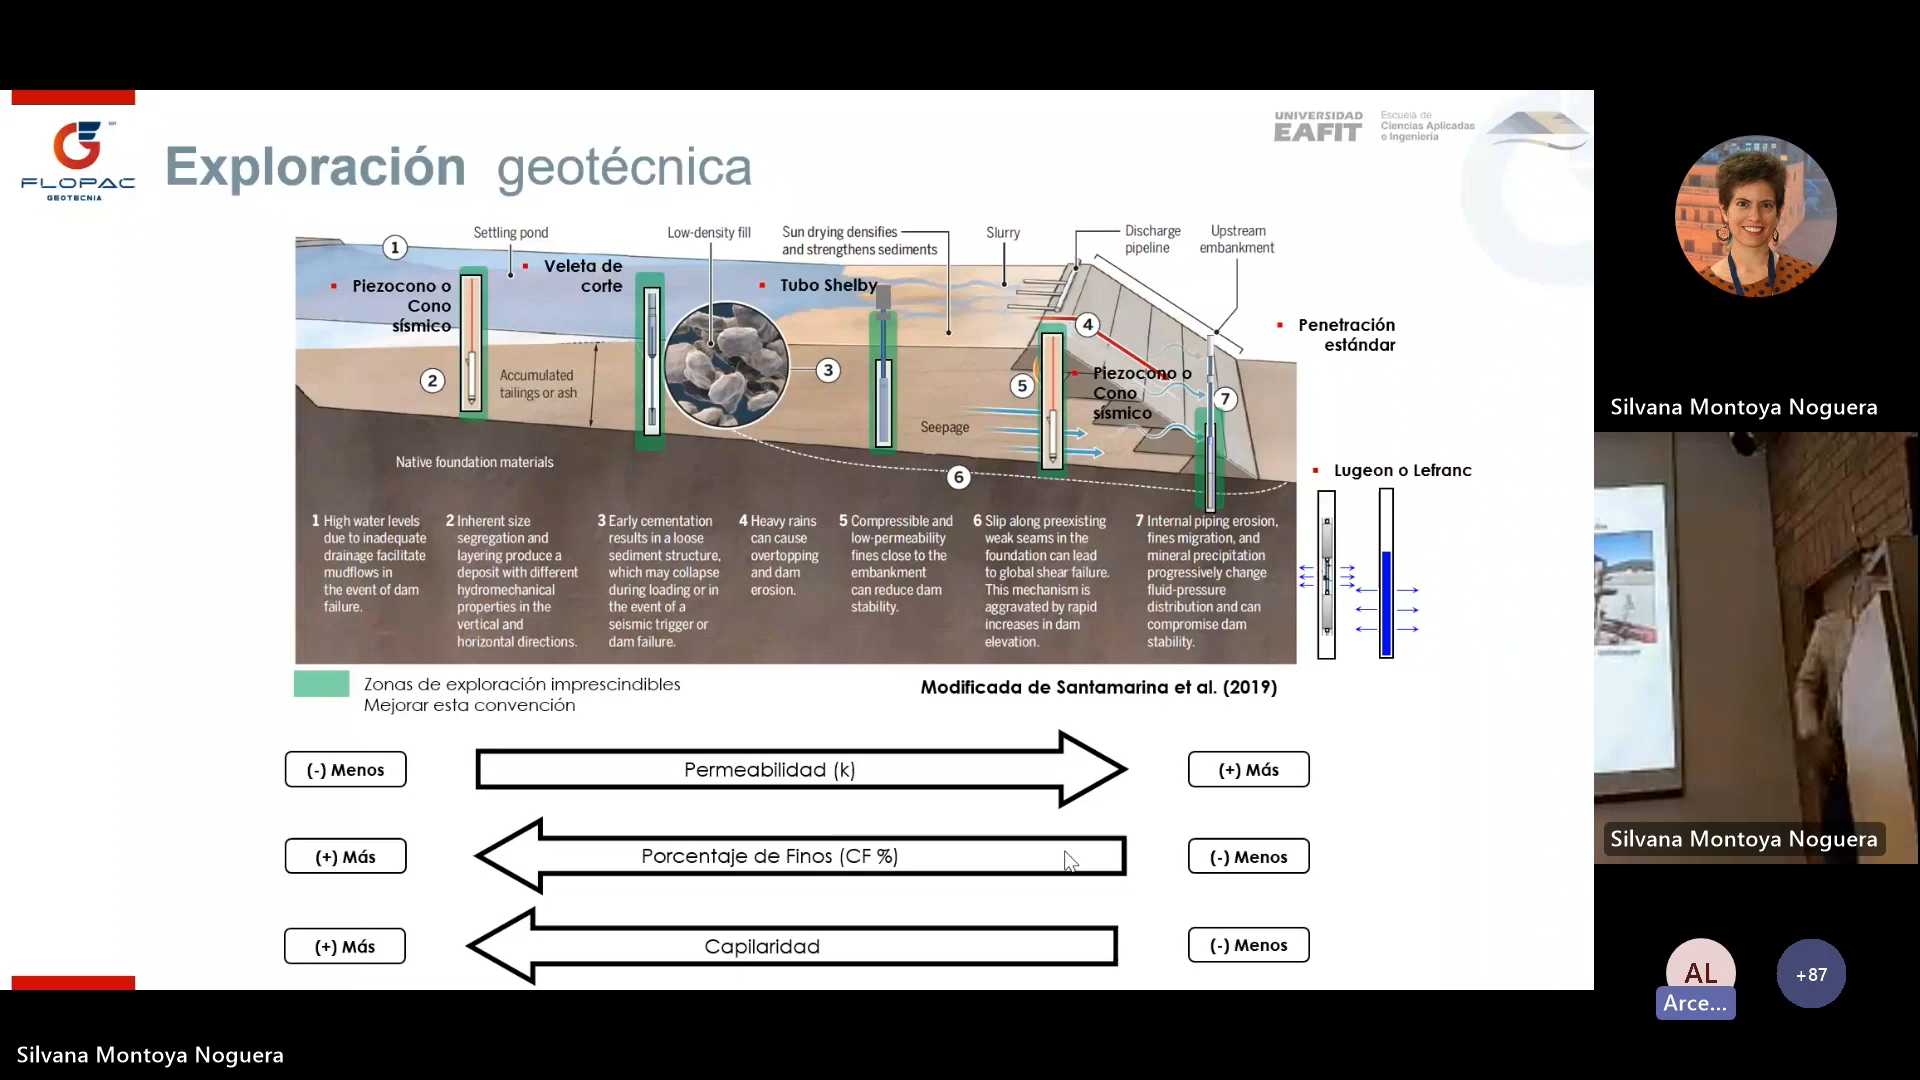 FLOPAC
GEOTECNIA
Exploración geotécnica
UNIVERSIDAD
EAFIT
Escuela de
Ciencias Aplicadas
e Ingeniería
Settling pond
Low-density fill
Sun drying densifies
and strengthens sediments
Slurry
Discharge
pipeline
Upstream
embankment
1
Piezocono o
Cono
sísmico
Veleta de
corte
Tubo Shelby
4
Penetración
estándar
2
Accumulated
tailings or ash
3
5
Piezocono o
Cono
sísmico
7
Seepage
Native foundation materials
6
Lugeon o Lefranc
1 High water levels
due to inadequate
drainage facilitate
mudflows in
the event of dam
failure.
2 Inherent size
segregation and
layering produce a
deposit with different
hydromechanical
properties in the
vertical and
horizontal directions.
3 Early cementation
results in a loose
sediment structure,
which may collapse
during loading or in
the event of a
seismic trigger or
dam failure.
4 Heavy rains
can cause
overtopping
and dam
erosion.
5 Compressible and
low-permeability
fines close to the
embankment
can reduce dam
stability.
6 Slip along preexisting
weak seams in the
foundation can lead
to global shear failure.
This mechanism is
aggravated by rapid
increases in dam
elevation.
7 Internal piping erosion,
fines migration, and
mineral precipitation
progressively change
fluid-pressure
distribution and can
compromise dam
stability.
Zonas de exploración imprescindibles
Mejorar esta convención
Modificada de Santamarina et al. (2019)
(-) Menos
Permeabilidad (k)
(+) Más
(+) Más
Porcentaje de Finos (CF %)
(-) Menos
(+) Más
Capilaridad
(-) Menos
Silvana Montoya Noguera
Silvana Montoya Noguera
AL
Arce...
+87
Silvana Montoya Noguera